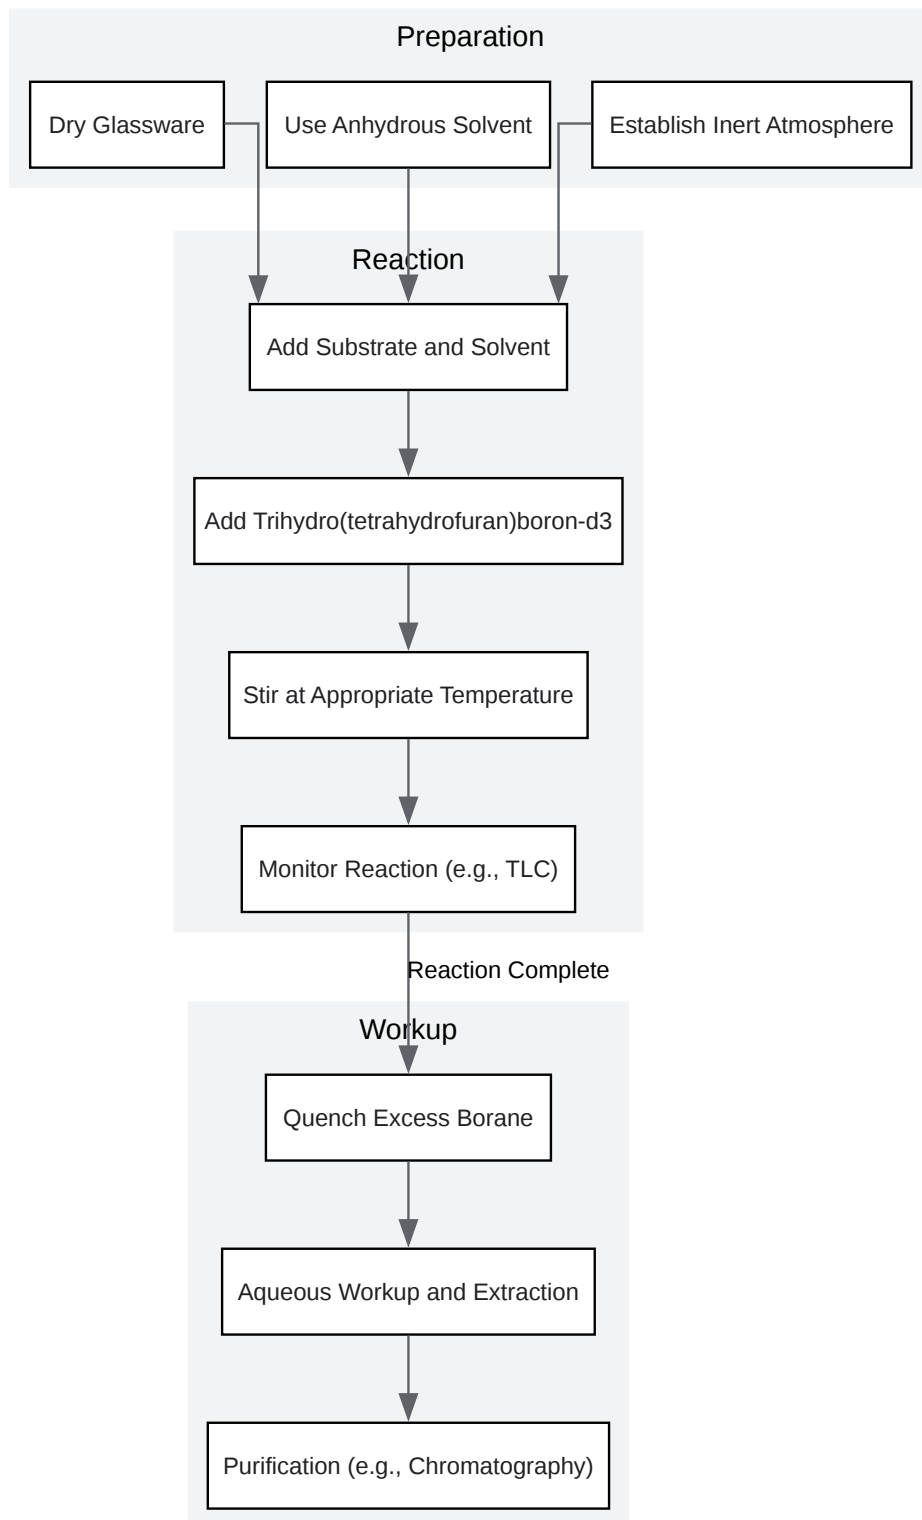 Preparation
Dry Glassware
Use Anhydrous Solvent
Establish Inert Atmosphere
Reaction
Add Substrate and Solvent
Add Trihydro(tetrahydrofuran)boron-d3
Stir at Appropriate Temperature
Monitor Reaction (e.g., TLC)
Reaction Complete
Workup
Quench Excess Borane
Aqueous Workup and Extraction
Purification (e.g., Chromatography)